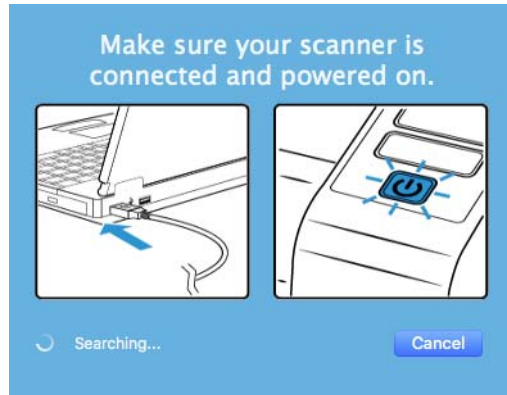 Make sure your scanner is
connected and powered on.
Searching...
Cancel